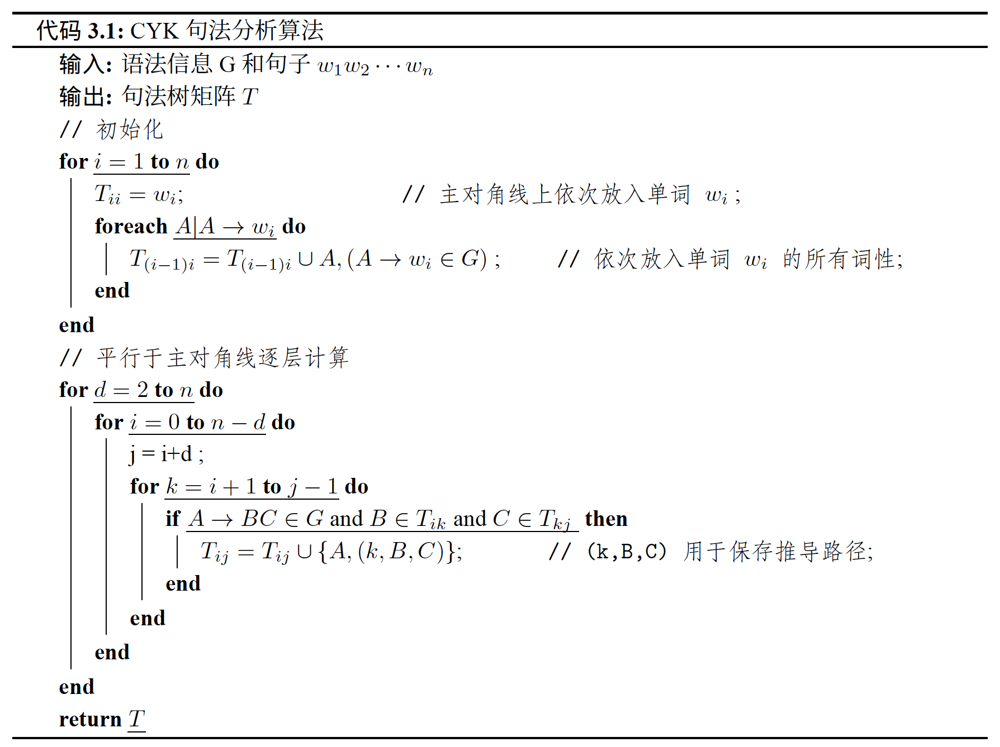 代码 3.1: CYK 句法分析算法
输入: 语法信息 G 和句子 $w_1w_2\cdots w_n$
输出: 句法树矩阵 $T$
// 初始化
for $i = 1$ to $n$ do
$T_{ii} = w_i$; // 主对角线上依次放入单词 $w_i$ ;
foreach $A|A \rightarrow w_i$ do
$T_{(i-1)i} = T_{(i-1)i} \cup A, (A \rightarrow w_i \in G)$ ; // 依次放入单词 $w_i$ 的所有词性;
end
end
// 平行于主对角线逐层计算
for $d = 2$ to $n$ do
for $i = 0$ to $n - d$ do
j = i+d ;
for $k = i + 1$ to $j - 1$ do
if $A \rightarrow BC \in G$ and $B \in T_{ik}$ and $C \in T_{kj}$ then
$T_{ij} = T_{ij} \cup \{A, (k, B, C)\}$; // (k,B,C) 用于保存推导路径;
end
end
end
end
return $T$